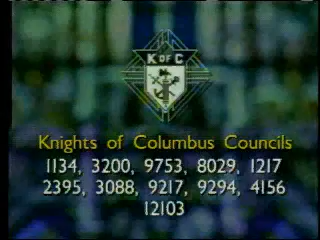 K OF C
Knights of Columbus Councils
1134, 3200, 9753, 8029, 1217
2395, 3088, 9217, 9294, 4156
12103